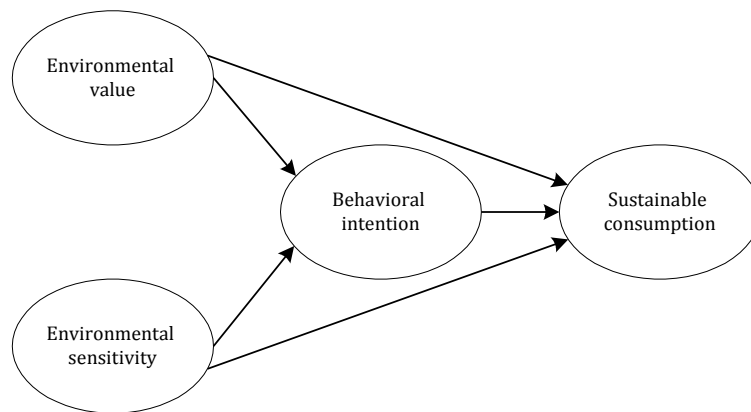 Environmental
value
Behavioral
intention
Sustainable
consumption
Environmental
sensitivity